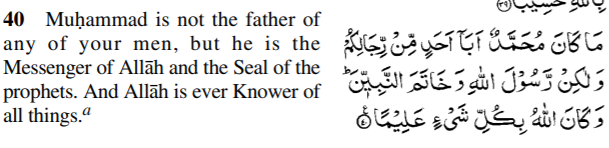 40 Muḥammad is not the father of
any of your men, but he is the
Messenger of Allāh and the Seal of the
prophets. And Allāh is ever Knower of
all things.a
مَا كَانَ مُحَمَّدٌ اَبَاۤ اَحَدٍ مِّنْ رِّجَالِكُمْ
وَ لٰكِنْ رَّسُوْلَ اللّٰهِ وَ خَاتَمَ النَّبِيّٖنَ ؕ
وَ كَانَ اللّٰهُ بِكُلِّ شَيْءٍ عَلِيْمًا